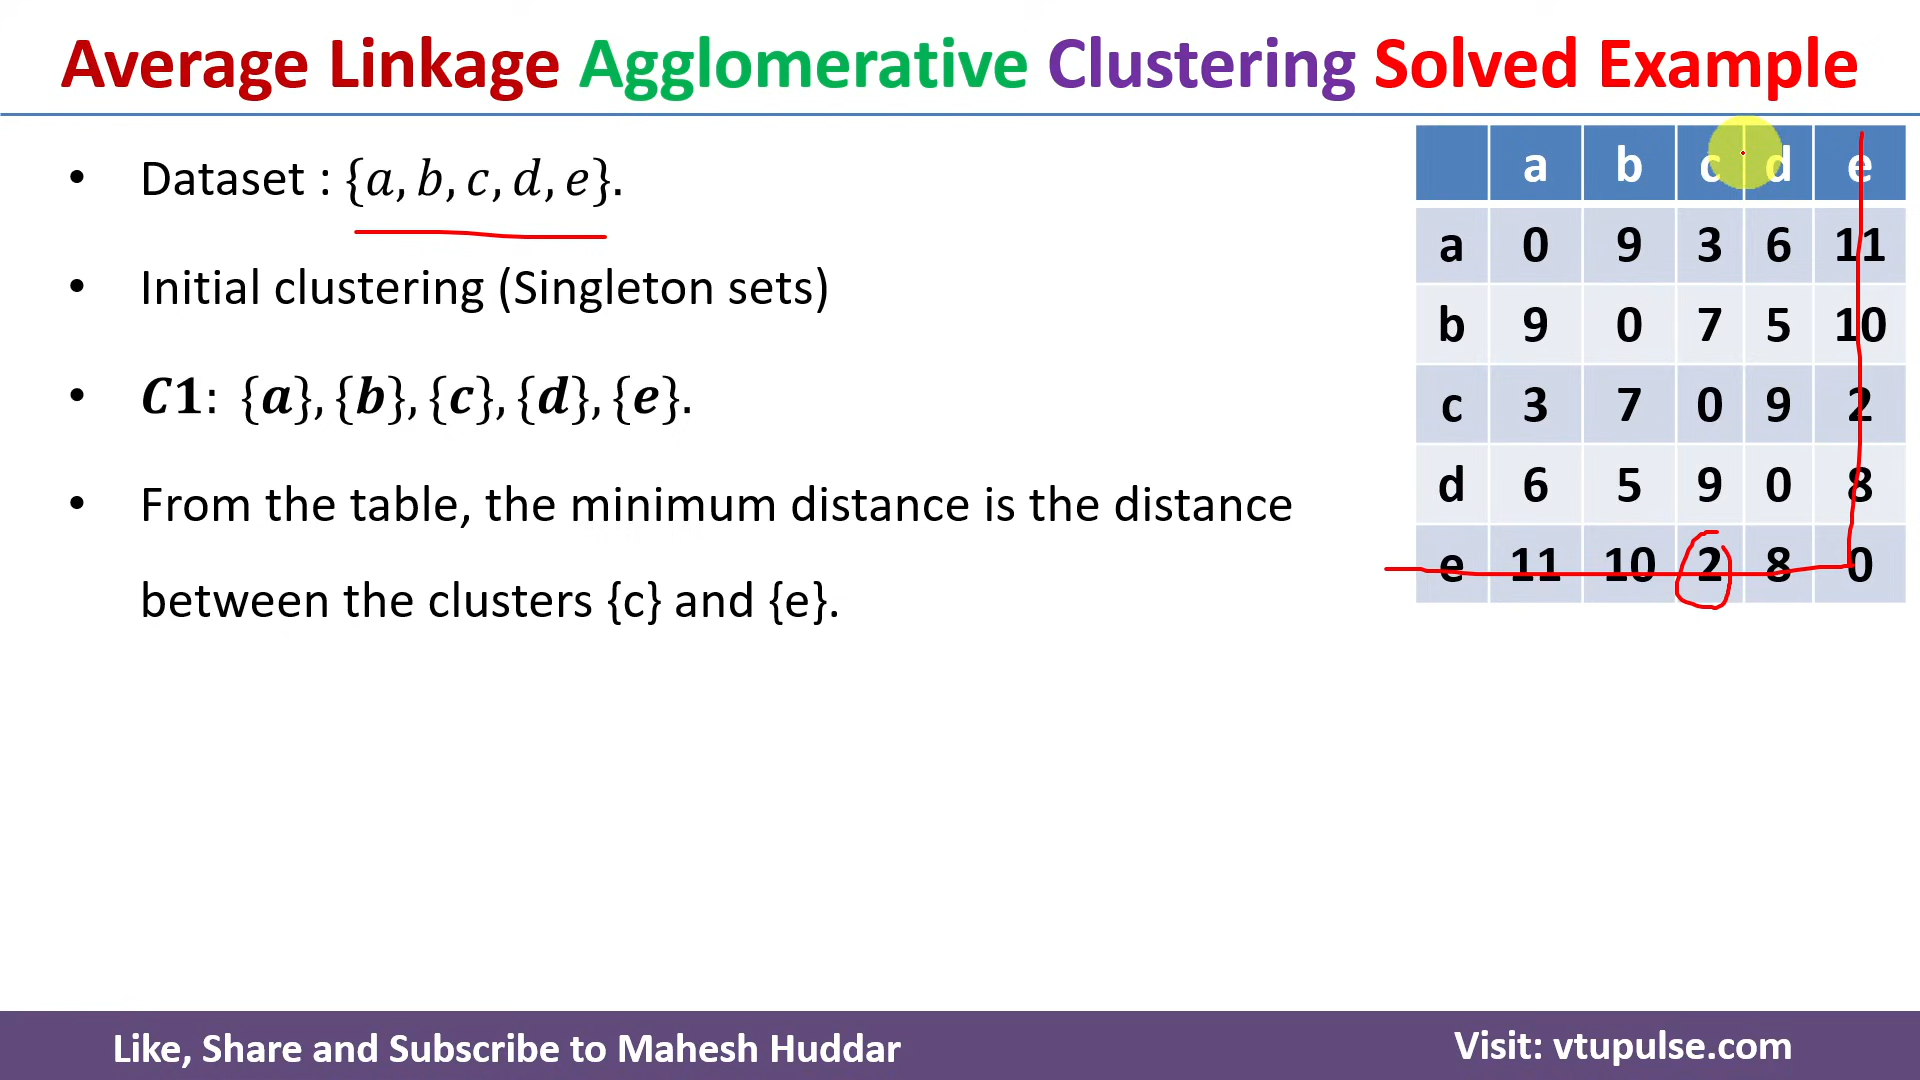 Average Linkage Agglomerative Clustering Solved Example
• Dataset : {a, b, c, d, e}.
• Initial clustering (Singleton sets)
• C1: {a}, {b}, {c}, {d}, {e}.
• From the table, the minimum distance is the distance
between the clusters {c} and {e}.
a b c d e
a 0 9 3 6 11
b 9 0 7 5 10
c 3 7 0 9 2
d 6 5 9 0 8
e 11 10 2 8 0
Like, Share and Subscribe to Mahesh Huddar
Visit: vtupulse.com